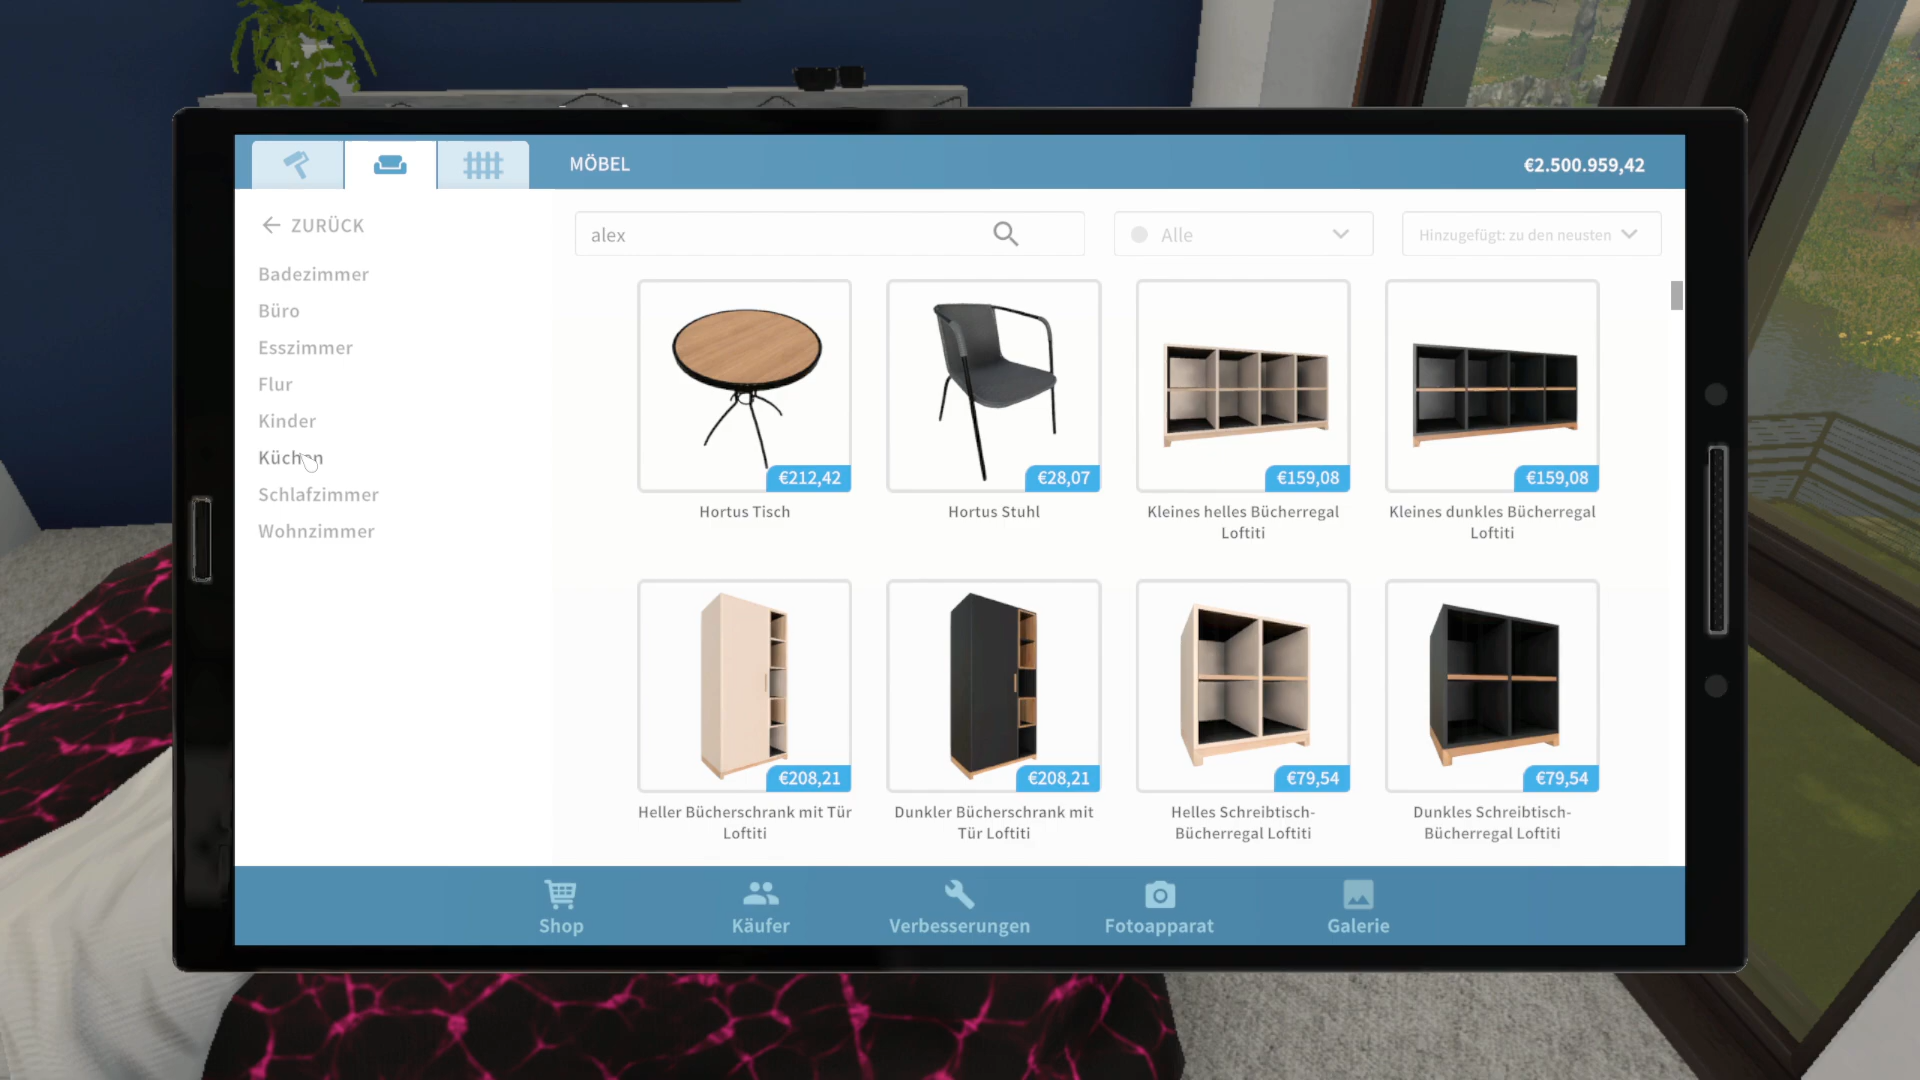 MÖBEL
€2.500.959,42
ZURÜCK
alex
Alle
Hinzugefügt: zu den neusten
Badezimmer
Büro
Esszimmer
Flur
Kinder
Küchen
Schlafzimmer
Wohnzimmer
€212,42
€28,07
€159,08
€159,08
Hortus Tisch
Hortus Stuhl
Kleines helles Bücherregal
Loftiti
Kleines dunkles Bücherregal
Loftiti
€208,21
€208,21
€79,54
€79,54
Heller Bücherschrank mit Tür
Loftiti
Dunkler Bücherschrank mit
Tür Loftiti
Helles Schreibtisch-
Bücherregal Loftiti
Dunkles Schreibtisch-
Bücherregal Loftiti
Shop
Käufer
Verbesserungen
Fotoapparat
Galerie